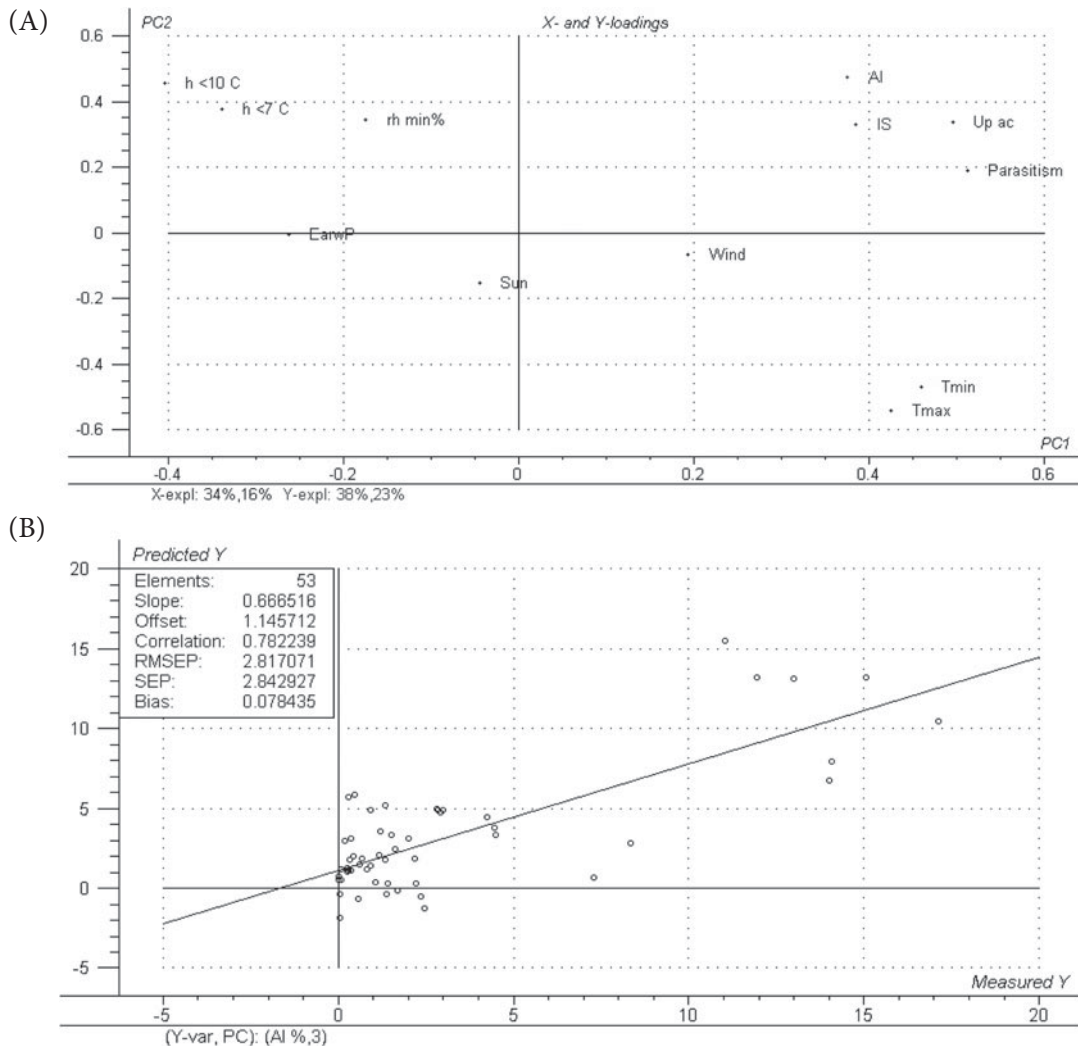 (A)
PC2
X- and Y-loadings
0.6
h <10 C
AI
0.4
h <7 C
rh min%
IS
Up ac
0.2
Parasitism
0
EarwP
Wind
Sun
-0.2
-0.4
Tmin
Tmax
-0.6
PC1
-0.4 -0.2 0 0.2 0.4 0.6
X-expl: 34%,16% Y-expl: 38%,23%
(B)
Predicted Y
20
Elements: 53
Slope: 0.666516
Offset: 1.145712
15
Correlation: 0.782239
RMSEP: 2.817071
SEP: 2.842927
Bias: 0.078435
10
5
0
-5
Measured Y
-5 0 5 10 15 20
(Y-var, PC): (AI %,3)